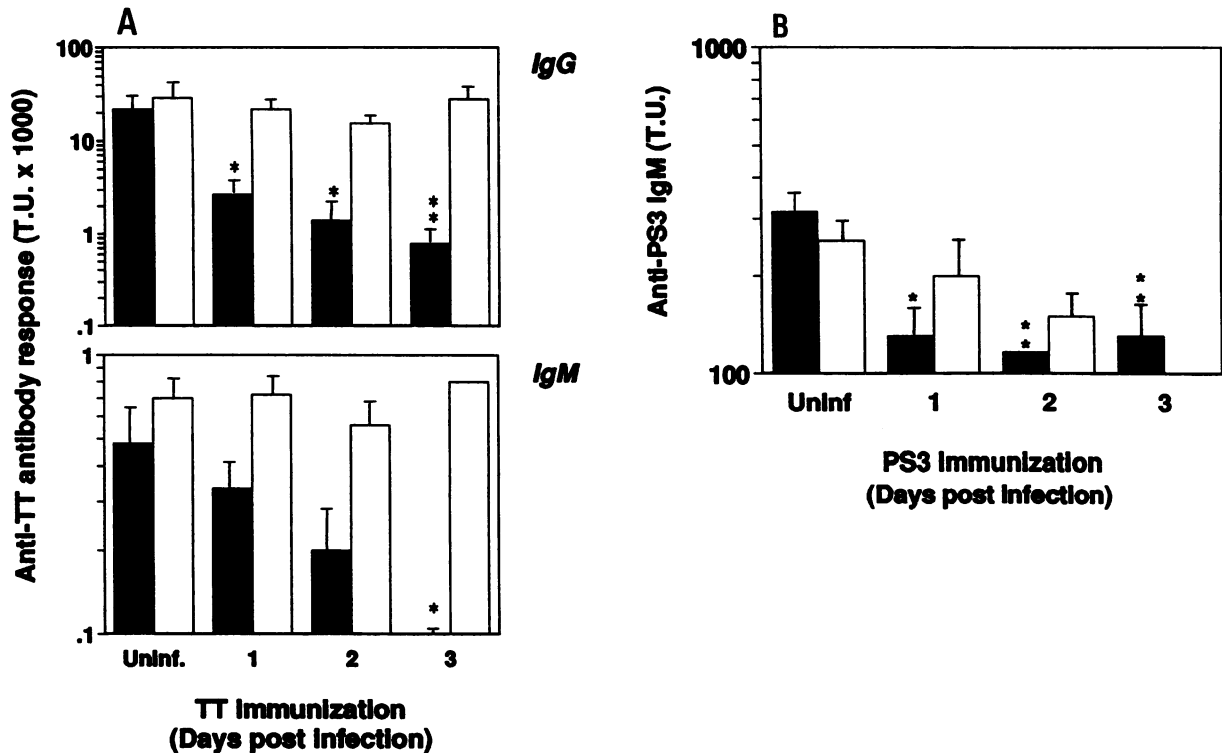 A
Anti-TT antibody response (T.U. x 1000)
100
10
1
.1
IgG
*
*
*
*
1
.1
IgM
*
Uninf.
1
2
3
TT Immunization
(Days post infection)
B
Anti-PS3 IgM (T.U.)
1000
100
*
*
*
*
*
Uninf
1
2
3
PS3 Immunization
(Days post infection)